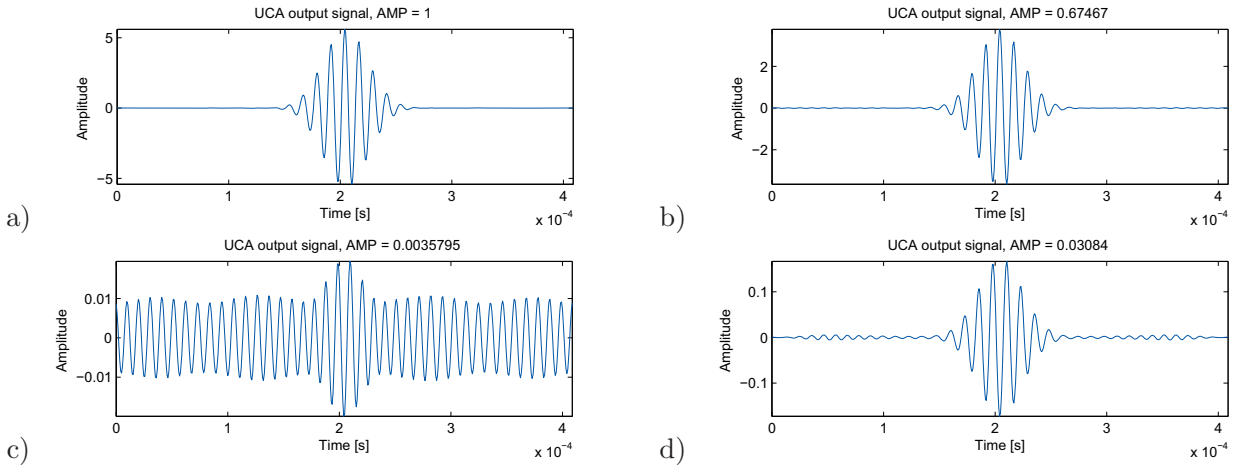 UCA output signal, AMP = 1
5
0
−5
Amplitude
0 1 2 3 4
Time [s]
x 10⁻⁴
a)
UCA output signal, AMP = 0.67467
2
0
−2
Amplitude
0 1 2 3 4
Time [s]
x 10⁻⁴
b)
UCA output signal, AMP = 0.0035795
0.01
0
−0.01
Amplitude
0 1 2 3 4
Time [s]
x 10⁻⁴
c)
UCA output signal, AMP = 0.03084
0.1
0
−0.1
Amplitude
0 1 2 3 4
Time [s]
x 10⁻⁴
d)